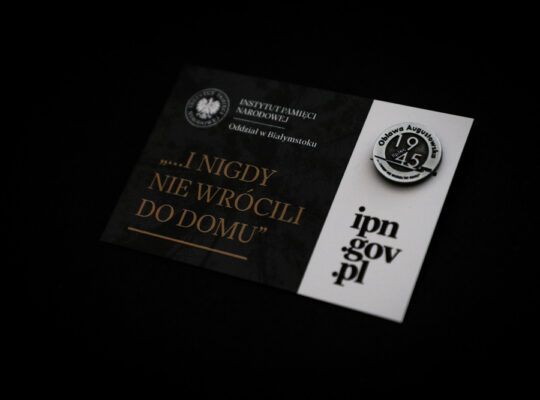 INSTYTUT PAMIĘCI
NARODOWEJ
Oddział w Białymstoku
„...I NIGDY
NIE WRÓCILI
DO DOMU”
Obława Augustowska
19
45
ipn
.gov
.pl